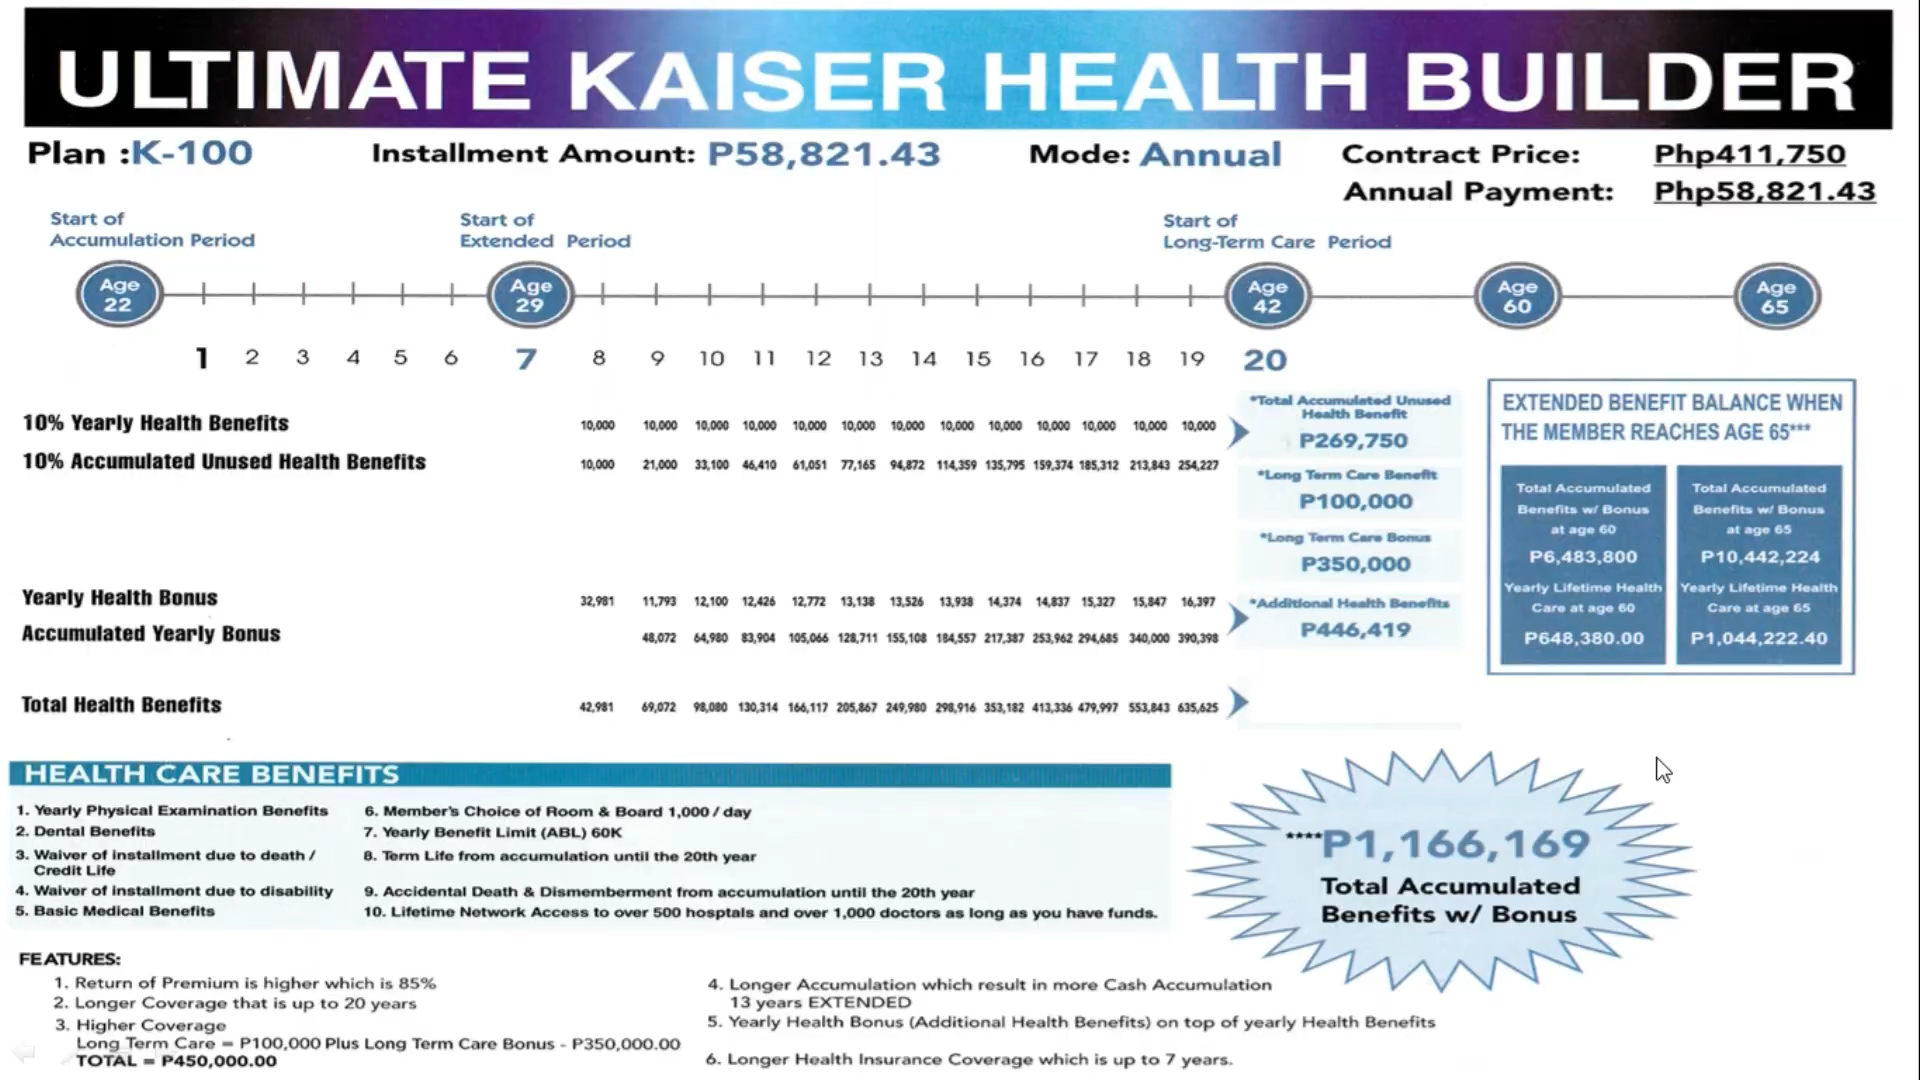 ULTIMATE KAISER HEALTH BUILDER
Plan :K-100 Installment Amount: P58,821.43 Mode: Annual Contract Price: Php411,750
Annual Payment: Php58,821.43
Start of
Accumulation Period
Start of
Extended Period
Start of
Long-Term Care Period
Age
22
Age
29
Age
42
Age
60
Age
65
1 2 3 4 5 6 7 8 9 10 11 12 13 14 15 16 17 18 19 20
10% Yearly Health Benefits 10,000 10,000 10,000 10,000 10,000 10,000 10,000 10,000 10,000 10,000 10,000 10,000 10,000
10% Accumulated Unused Health Benefits 10,000 21,000 33,100 46,410 61,051 77,165 94,872 114,359 135,795 159,374 185,312 213,843 254,227
Yearly Health Bonus 32,981 11,793 12,100 12,426 12,772 13,138 13,526 13,938 14,374 14,837 15,327 15,847 16,397
Accumulated Yearly Bonus 48,072 64,980 83,904 105,066 128,711 155,108 184,557 217,387 253,962 294,685 340,000 390,398
Total Health Benefits 42,981 69,072 98,080 130,314 166,117 205,867 249,980 298,916 353,182 413,336 479,997 553,843 635,625
*Total Accumulated Unused
Health Benefit
P269,750
*Long Term Care Benefit
P100,000
*Long Term Care Bonus
P350,000
*Additional Health Benefits
P446,419
EXTENDED BENEFIT BALANCE WHEN
THE MEMBER REACHES AGE 65***
Total Accumulated
Benefits w/ Bonus
at age 60
P6,483,800
Yearly Lifetime Health
Care at age 60
P648,380.00
Total Accumulated
Benefits w/ Bonus
at age 65
P10,442,224
Yearly Lifetime Health
Care at age 65
P1,044,222.40
HEALTH CARE BENEFITS
1. Yearly Physical Examination Benefits
2. Dental Benefits
3. Waiver of installment due to death /
Credit Life
4. Waiver of installment due to disability
5. Basic Medical Benefits
6. Member's Choice of Room & Board 1,000 / day
7. Yearly Benefit Limit (ABL) 60K
8. Term Life from accumulation until the 20th year
9. Accidental Death & Dismemberment from accumulation until the 20th year
10. Lifetime Network Access to over 500 hosptals and over 1,000 doctors as long as you have funds.
****P1,166,169
Total Accumulated
Benefits w/ Bonus
FEATURES:
1. Return of Premium is higher which is 85%
2. Longer Coverage that is up to 20 years
3. Higher Coverage
Long Term Care = P100,000 Plus Long Term Care Bonus - P350,000.00
TOTAL = P450,000.00
4. Longer Accumulation which result in more Cash Accumulation
13 years EXTENDED
5. Yearly Health Bonus (Additional Health Benefits) on top of yearly Health Benefits
6. Longer Health Insurance Coverage which is up to 7 years.